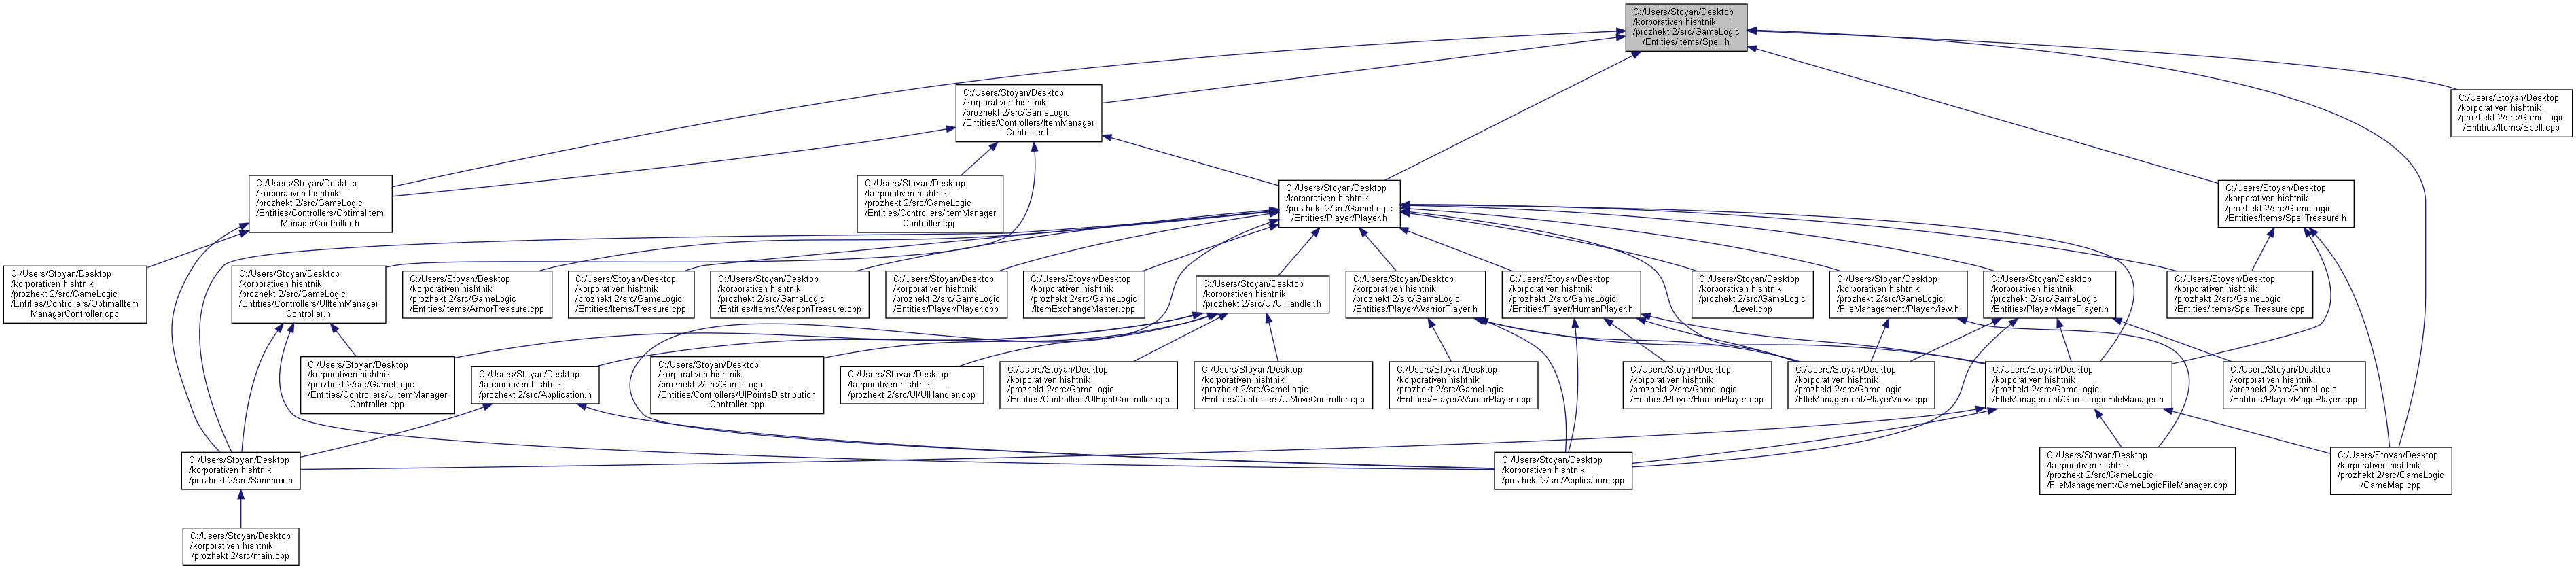 C:/Users/Stoyan/Desktop
/korporativen hishtnik
/prozhekt 2/src/GameLogic
/Entities/Items/Spell.h
C:/Users/Stoyan/Desktop
/korporativen hishtnik
/prozhekt 2/src/GameLogic
/Entities/Controllers/ItemManager
Controller.h
C:/Users/Stoyan/Desktop
/korporativen hishtnik
/prozhekt 2/src/GameLogic
/Entities/Items/Spell.cpp
C:/Users/Stoyan/Desktop
/korporativen hishtnik
/prozhekt 2/src/GameLogic
/Entities/Controllers/OptimalItem
ManagerController.h
C:/Users/Stoyan/Desktop
/korporativen hishtnik
/prozhekt 2/src/GameLogic
/Entities/Controllers/ItemManager
Controller.cpp
C:/Users/Stoyan/Desktop
/korporativen hishtnik
/prozhekt 2/src/GameLogic
/Entities/Player/Player.h
C:/Users/Stoyan/Desktop
/korporativen hishtnik
/prozhekt 2/src/GameLogic
/Entities/Items/SpellTreasure.h
C:/Users/Stoyan/Desktop
/korporativen hishtnik
/prozhekt 2/src/GameLogic
/Entities/Controllers/OptimalItem
ManagerController.cpp
C:/Users/Stoyan/Desktop
/korporativen hishtnik
/prozhekt 2/src/GameLogic
/Entities/Controllers/UIItemManager
Controller.h
C:/Users/Stoyan/Desktop
/korporativen hishtnik
/prozhekt 2/src/GameLogic
/Entities/Items/ArmorTreasure.cpp
C:/Users/Stoyan/Desktop
/korporativen hishtnik
/prozhekt 2/src/GameLogic
/Entities/Items/Treasure.cpp
C:/Users/Stoyan/Desktop
/korporativen hishtnik
/prozhekt 2/src/GameLogic
/Entities/Items/WeaponTreasure.cpp
C:/Users/Stoyan/Desktop
/korporativen hishtnik
/prozhekt 2/src/GameLogic
/Entities/Player/Player.cpp
C:/Users/Stoyan/Desktop
/korporativen hishtnik
/prozhekt 2/src/GameLogic
/ItemExchangeMaster.cpp
C:/Users/Stoyan/Desktop
/korporativen hishtnik
/prozhekt 2/src/UI/UIHandler.h
C:/Users/Stoyan/Desktop
/korporativen hishtnik
/prozhekt 2/src/GameLogic
/Entities/Player/WarriorPlayer.h
C:/Users/Stoyan/Desktop
/korporativen hishtnik
/prozhekt 2/src/GameLogic
/Entities/Player/HumanPlayer.h
C:/Users/Stoyan/Desktop
/korporativen hishtnik
/prozhekt 2/src/GameLogic
/Level.cpp
C:/Users/Stoyan/Desktop
/korporativen hishtnik
/prozhekt 2/src/GameLogic
/FIleManagement/PlayerView.h
C:/Users/Stoyan/Desktop
/korporativen hishtnik
/prozhekt 2/src/GameLogic
/Entities/Player/MagePlayer.h
C:/Users/Stoyan/Desktop
/korporativen hishtnik
/prozhekt 2/src/GameLogic
/Entities/Items/SpellTreasure.cpp
C:/Users/Stoyan/Desktop
/korporativen hishtnik
/prozhekt 2/src/GameLogic
/Entities/Controllers/UIItemManager
Controller.cpp
C:/Users/Stoyan/Desktop
/korporativen hishtnik
/prozhekt 2/src/Application.h
C:/Users/Stoyan/Desktop
/korporativen hishtnik
/prozhekt 2/src/GameLogic
/Entities/Controllers/UIPointsDistribution
Controller.cpp
C:/Users/Stoyan/Desktop
/korporativen hishtnik
/prozhekt 2/src/UI/UIHandler.cpp
C:/Users/Stoyan/Desktop
/korporativen hishtnik
/prozhekt 2/src/GameLogic
/Entities/Controllers/UIFightController.cpp
C:/Users/Stoyan/Desktop
/korporativen hishtnik
/prozhekt 2/src/GameLogic
/Entities/Controllers/UIMoveController.cpp
C:/Users/Stoyan/Desktop
/korporativen hishtnik
/prozhekt 2/src/GameLogic
/Entities/Player/WarriorPlayer.cpp
C:/Users/Stoyan/Desktop
/korporativen hishtnik
/prozhekt 2/src/GameLogic
/Entities/Player/HumanPlayer.cpp
C:/Users/Stoyan/Desktop
/korporativen hishtnik
/prozhekt 2/src/GameLogic
/FIleManagement/PlayerView.cpp
C:/Users/Stoyan/Desktop
/korporativen hishtnik
/prozhekt 2/src/GameLogic
/FIleManagement/GameLogicFileManager.h
C:/Users/Stoyan/Desktop
/korporativen hishtnik
/prozhekt 2/src/GameLogic
/Entities/Player/MagePlayer.cpp
C:/Users/Stoyan/Desktop
/korporativen hishtnik
/prozhekt 2/src/Sandbox.h
C:/Users/Stoyan/Desktop
/korporativen hishtnik
/prozhekt 2/src/Application.cpp
C:/Users/Stoyan/Desktop
/korporativen hishtnik
/prozhekt 2/src/GameLogic
/FIleManagement/GameLogicFileManager.cpp
C:/Users/Stoyan/Desktop
/korporativen hishtnik
/prozhekt 2/src/GameLogic
/GameMap.cpp
C:/Users/Stoyan/Desktop
/korporativen hishtnik
/prozhekt 2/src/main.cpp